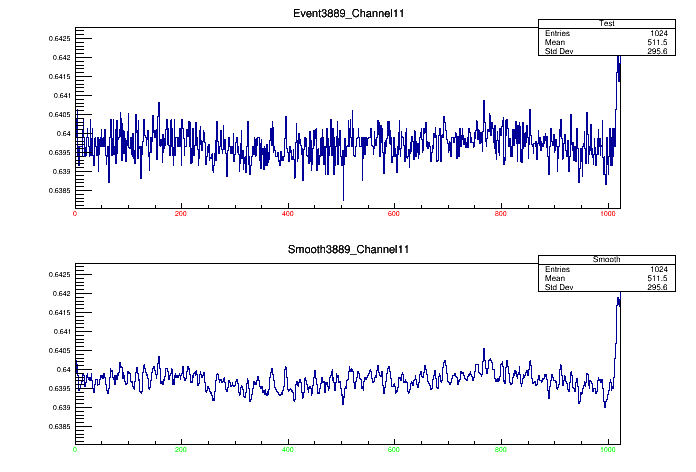 Event3889_Channel11
Test
Entries 1024
Mean 511.5
Std Dev 295.6
0.6425
0.642
0.6415
0.641
0.6405
0.64
0.6395
0.639
0.6385
0 200 400 600 800 1000
Smooth3889_Channel11
Smooth
Entries 1024
Mean 511.5
Std Dev 295.6
0.6425
0.642
0.6415
0.641
0.6405
0.64
0.6395
0.639
0.6385
0 200 400 600 800 1000